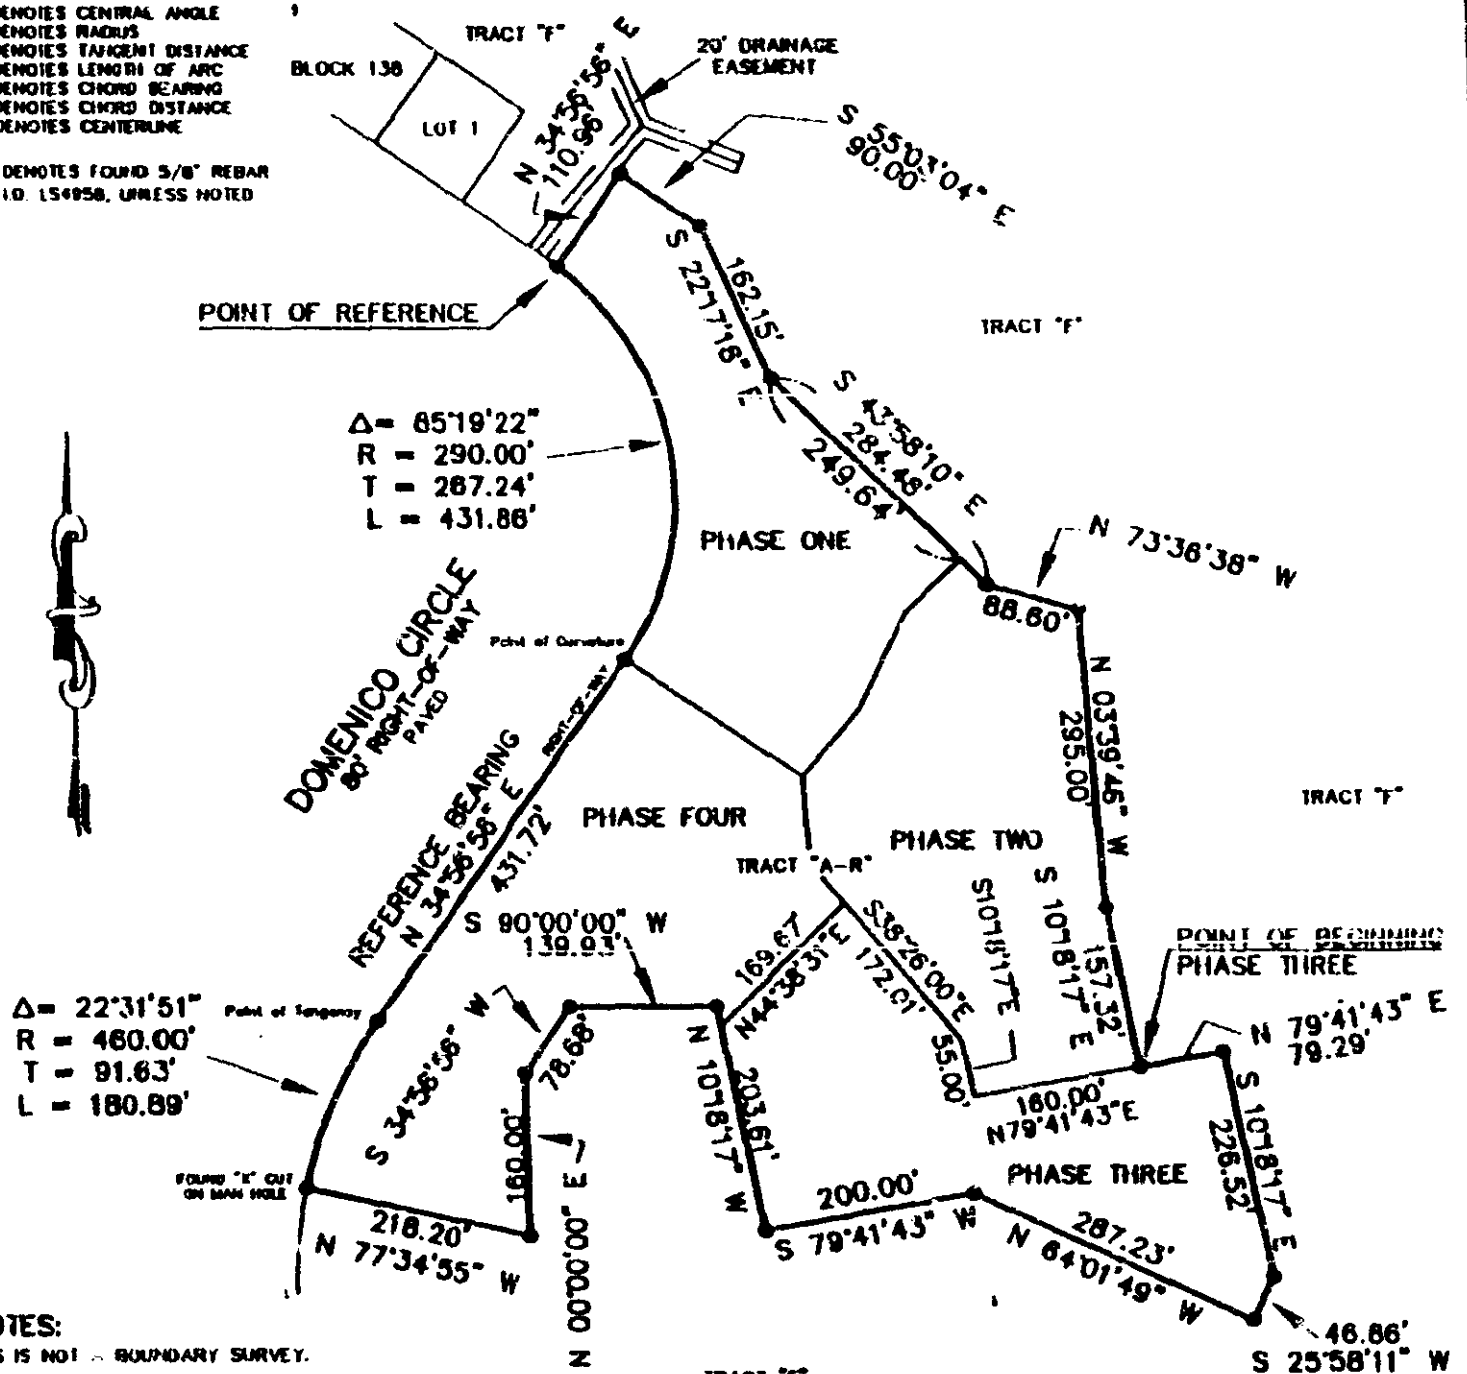 DENOTES CENTRAL ANGLE
DENOTES RADIUS
DENOTES TANGENT DISTANCE
DENOTES LENGTH OF ARC
DENOTES CHORD BEARING
DENOTES CHORD DISTANCE
DENOTES CENTERLINE
DENOTES FOUND 5/8" REBAR
I.D. LS4958, UNLESS NOTED
BLOCK 138
LOT 1
TRACT "F"
20' DRAINAGE
EASEMENT
N 34°56'56" E
110.96'
S 55°03'04" E
90.00'
POINT OF REFERENCE
S 22°17'18" E
162.15'
TRACT "F"
Δ= 85°19'22"
R = 290.00'
T = 267.24'
L = 431.86'
S 43°58'10" E
284.48'
249.64'
PHASE ONE
N 73°36'38" W
88.60'
DOMENICO CIRCLE
80' RIGHT-OF-WAY
PAVED
Point of Curvature
RIGHT-OF-WAY
REFERENCE BEARING
N 34°56'56" E
431.72'
N 03°39'46" W
295.00'
TRACT "F"
PHASE FOUR
PHASE TWO
TRACT "A-R"
S 90°00'00" W
139.93'
169.67'
N44°38'31"E
S38°26'00"E
172.01'
S10°18'17"E
55.00'
S 10°18'17" E
157.32'
POINT OF BEGINNING
PHASE THREE
N 79°41'43" E
79.29'
Δ= 22°31'51"
R = 460.00'
T = 91.63'
L = 180.89'
Point of Tangency
S 34°56'56" W
78.68'
N 10°18'17" W
203.61'
160.00'
N79°41'43"E
S 10°18'17" E
226.52'
FOUND "X" CUT
ON MAN HOLE
218.20'
N 77°34'55" W
160.00'
N 00°00'00" E
200.00'
S 79°41'43" W
PHASE THREE
287.23'
N 64°01'49" W
46.86'
S 25°58'11" W
OTES:
S IS NOT A BOUNDARY SURVEY.